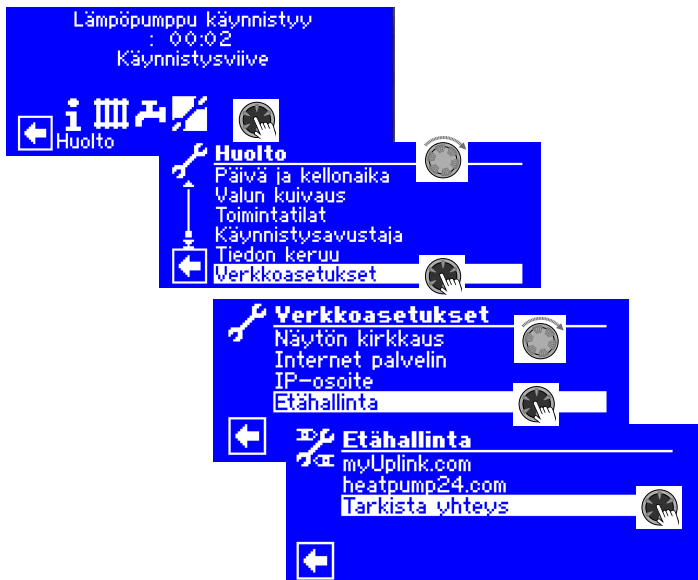 Lämpöpumppu käynnistyy
: 00:02
Käynnistysviive
Huolto
Huolto
Päivä ja kellonaika
Valun kuivaus
Toimintatilat
Käynnistysavustaja
Tiedon keruu
Verkkoasetukset
Verkkoasetukset
Näytön kirkkaus
Internet palvelin
IP-osoite
Etähallinta
Etähallinta
myUplink.com
heatpump24.com
Tarkista yhteys